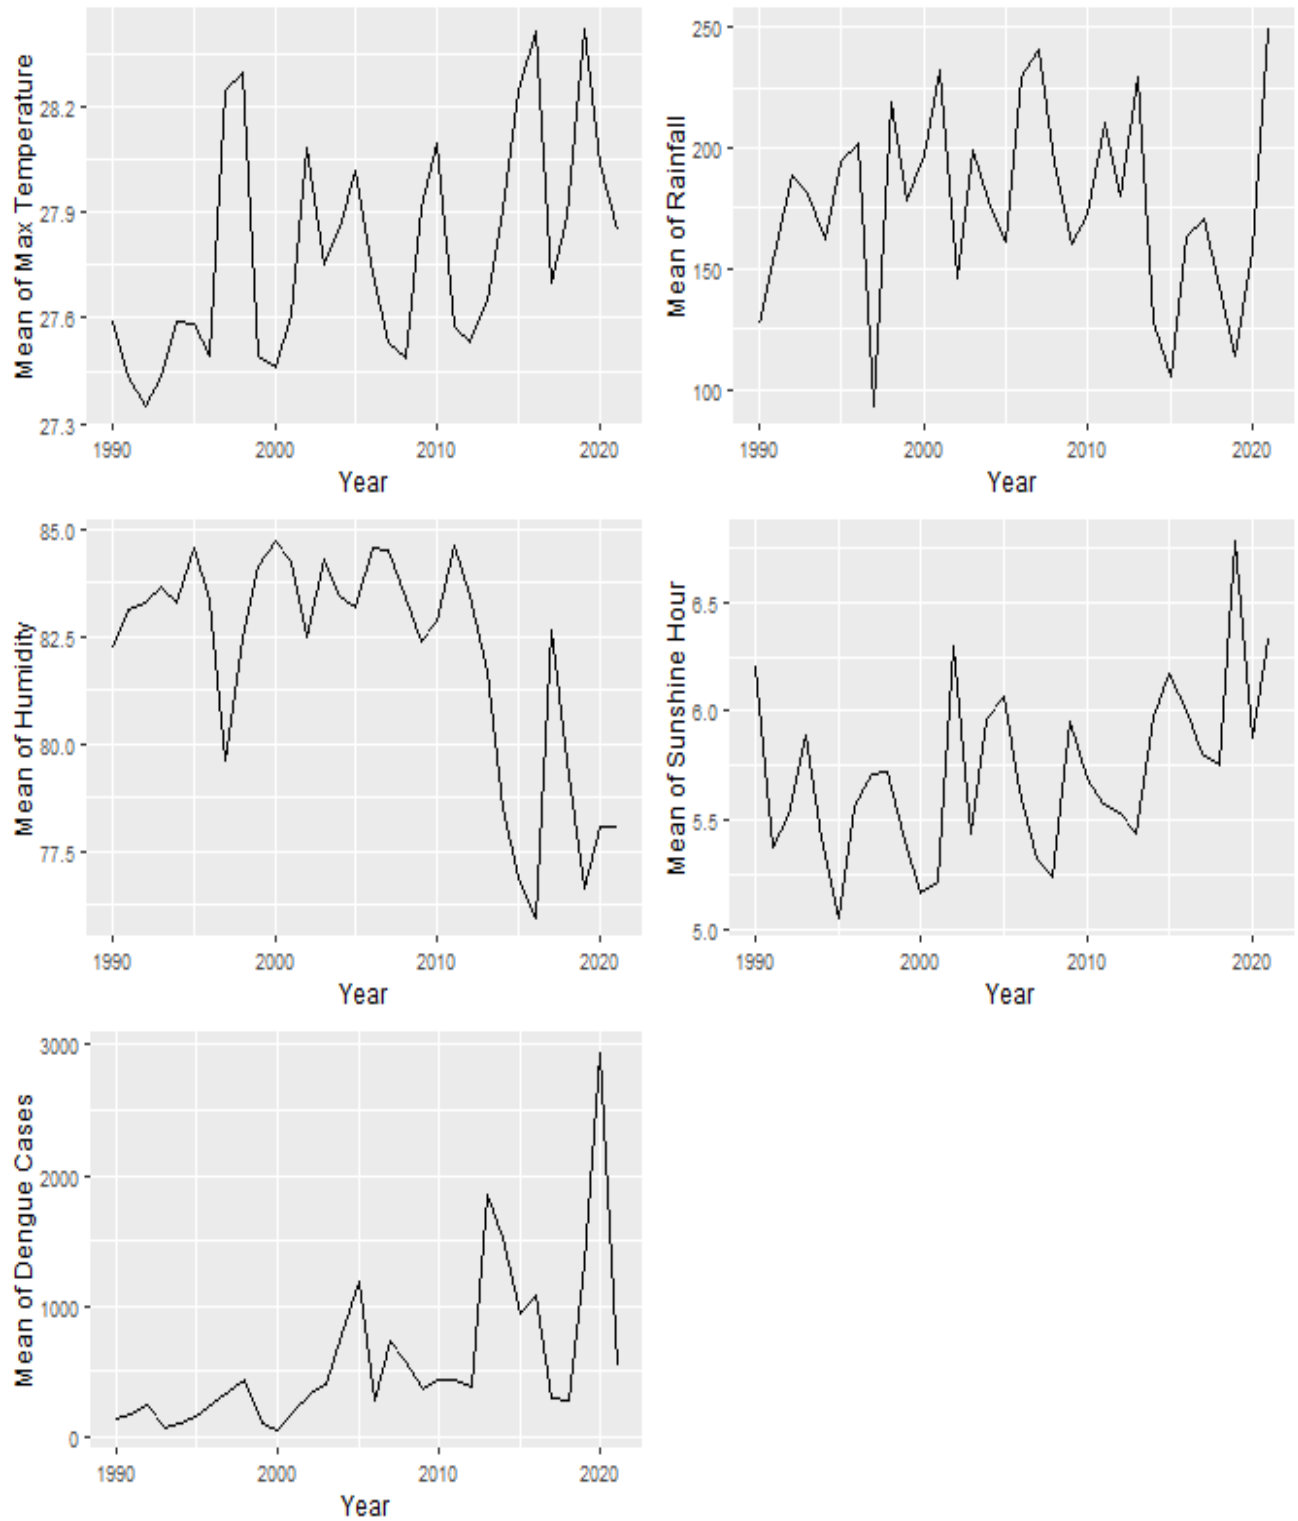 Mean of Max Temperature
28.2
27.9
27.6
27.3
1990 2000 2010 2020
Year
Mean of Rainfall
250
200
150
100
1990 2000 2010 2020
Year
Mean of Humidity
85.0
82.5
80.0
77.5
1990 2000 2010 2020
Year
Mean of Sunshine Hour
6.5
6.0
5.5
5.0
1990 2000 2010 2020
Year
Mean of Dengue Cases
3000
2000
1000
0
1990 2000 2010 2020
Year